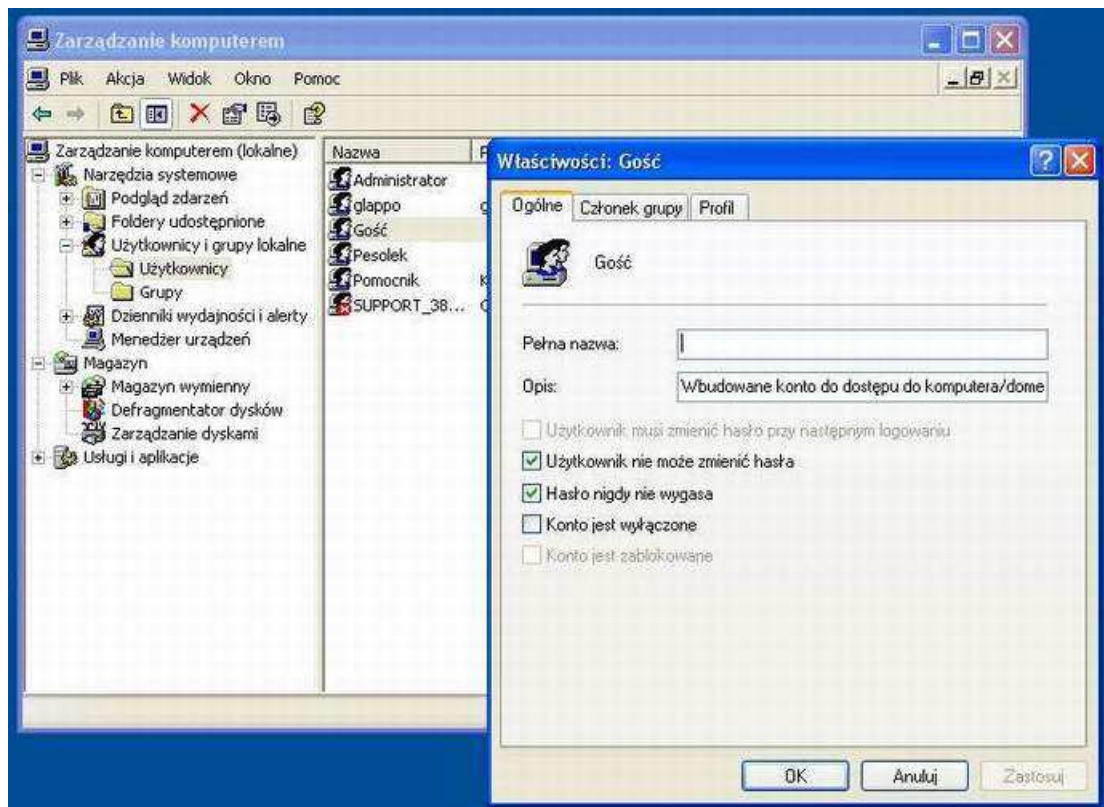 Zarządzanie komputerem
Plik Akcja Widok Okno Pomoc
Zarządzanie komputerem (lokalne)
Narzędzia systemowe
Podgląd zdarzeń
Foldery udostępnione
Użytkownicy i grupy lokalne
Użytkownicy
Grupy
Dzienniki wydajności i alerty
Menedżer urządzeń
Magazyn
Magazyn wymienny
Defragmentator dysków
Zarządzanie dyskami
Usługi i aplikacje
Nazwa
Administrator
glappo
Gość
Pesolek
Pomocnik
SUPPORT_38...
Właściwości: Gość
Ogólne Członek grupy Profil
Gość
Pełna nazwa:
Opis: Wbudowane konto do dostępu do komputera/dome
Użytkownik musi zmienić hasło przy następnym logowaniu
Użytkownik nie może zmienić hasła
Hasło nigdy nie wygasa
Konto jest wyłączone
Konto jest zablokowane
OK Anuluj Zastosuj